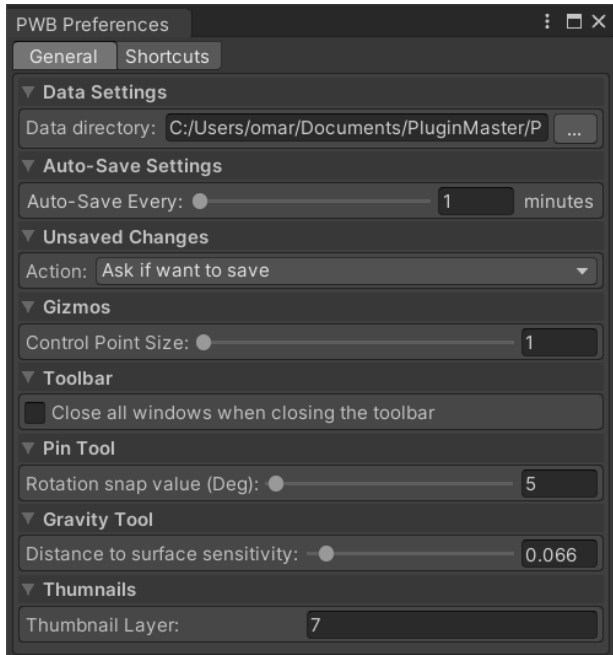 PWB Preferences
General Shortcuts
Data Settings
Data directory: C:/Users/omar/Documents/PluginMaster/P ...
Auto-Save Settings
Auto-Save Every: 1 minutes
Unsaved Changes
Action: Ask if want to save
Gizmos
Control Point Size: 1
Toolbar
Close all windows when closing the toolbar
Pin Tool
Rotation snap value (Deg): 5
Gravity Tool
Distance to surface sensitivity: 0.066
Thumnails
Thumbnail Layer: 7